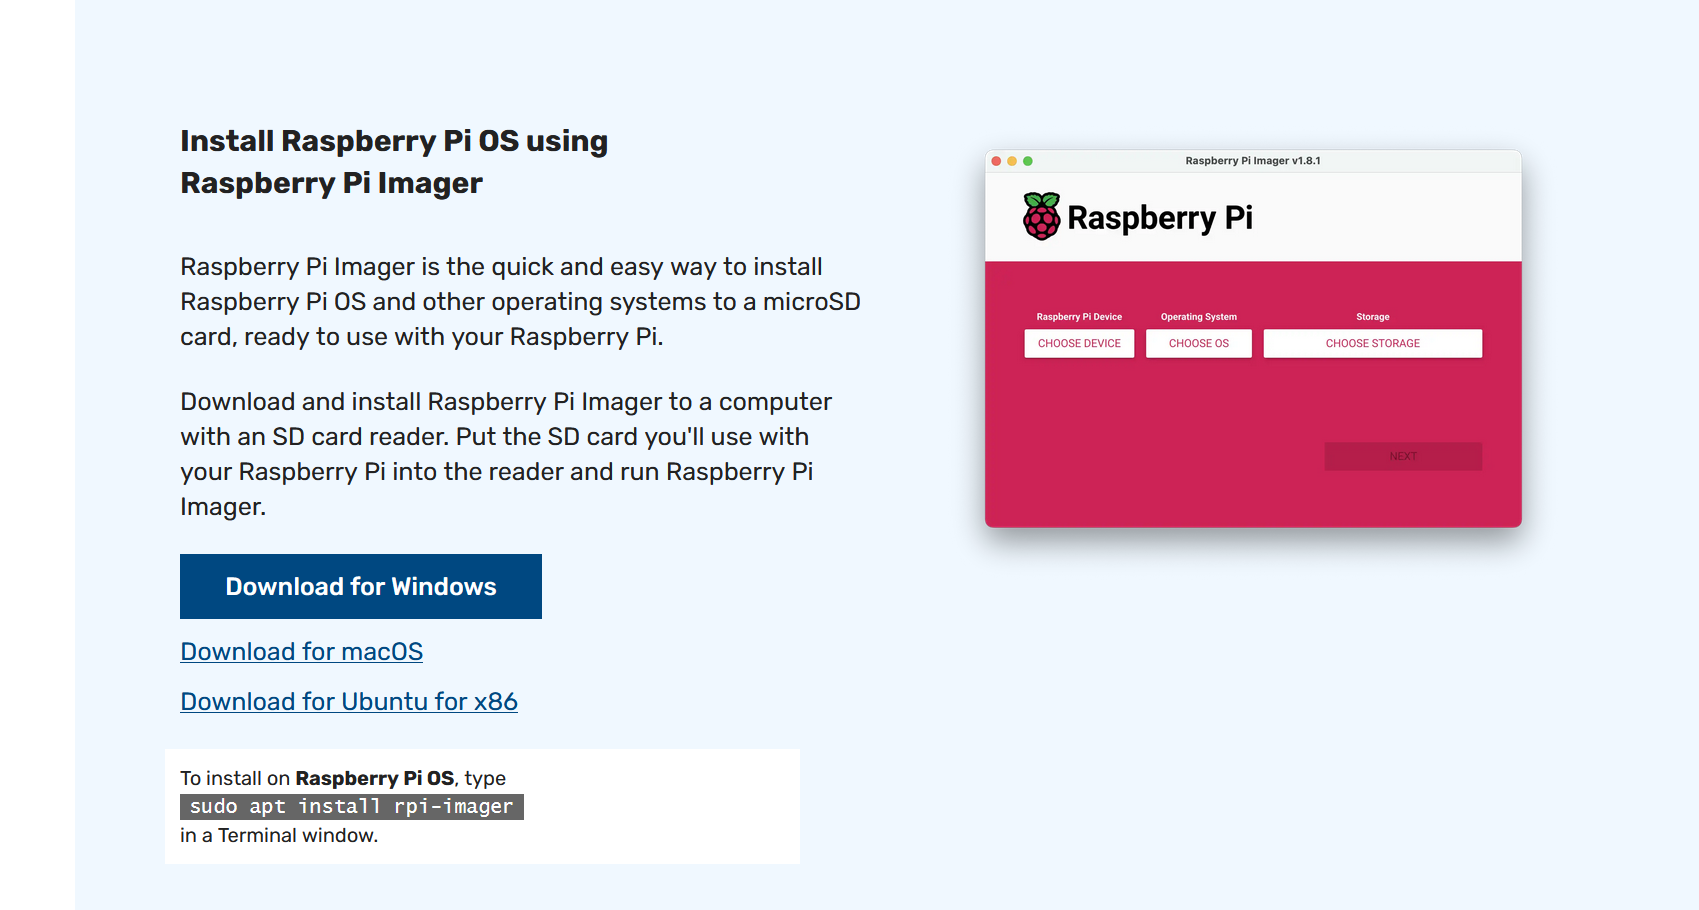 Install Raspberry Pi OS using
Raspberry Pi Imager
Raspberry Pi Imager is the quick and easy way to install
Raspberry Pi OS and other operating systems to a microSD
card, ready to use with your Raspberry Pi.
Download and install Raspberry Pi Imager to a computer
with an SD card reader. Put the SD card you'll use with
your Raspberry Pi into the reader and run Raspberry Pi
Imager.
Download for Windows
Download for macOS
Download for Ubuntu for x86
To install on Raspberry Pi OS, type
sudo apt install rpi-imager
in a Terminal window.
Raspberry Pi Imager v1.8.1
Raspberry Pi
Raspberry Pi Device Operating System Storage
CHOOSE DEVICE CHOOSE OS CHOOSE STORAGE
NEXT